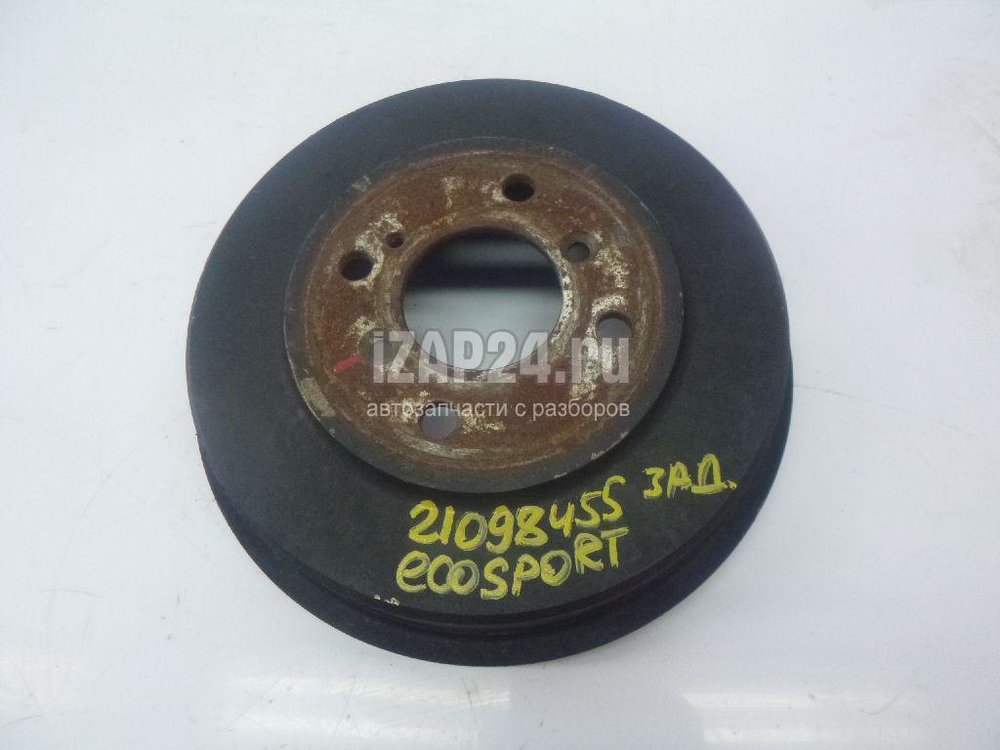 iZAP24.ru
автозапчасти с разборов
21098455 ЗАД.
ecoSPORT